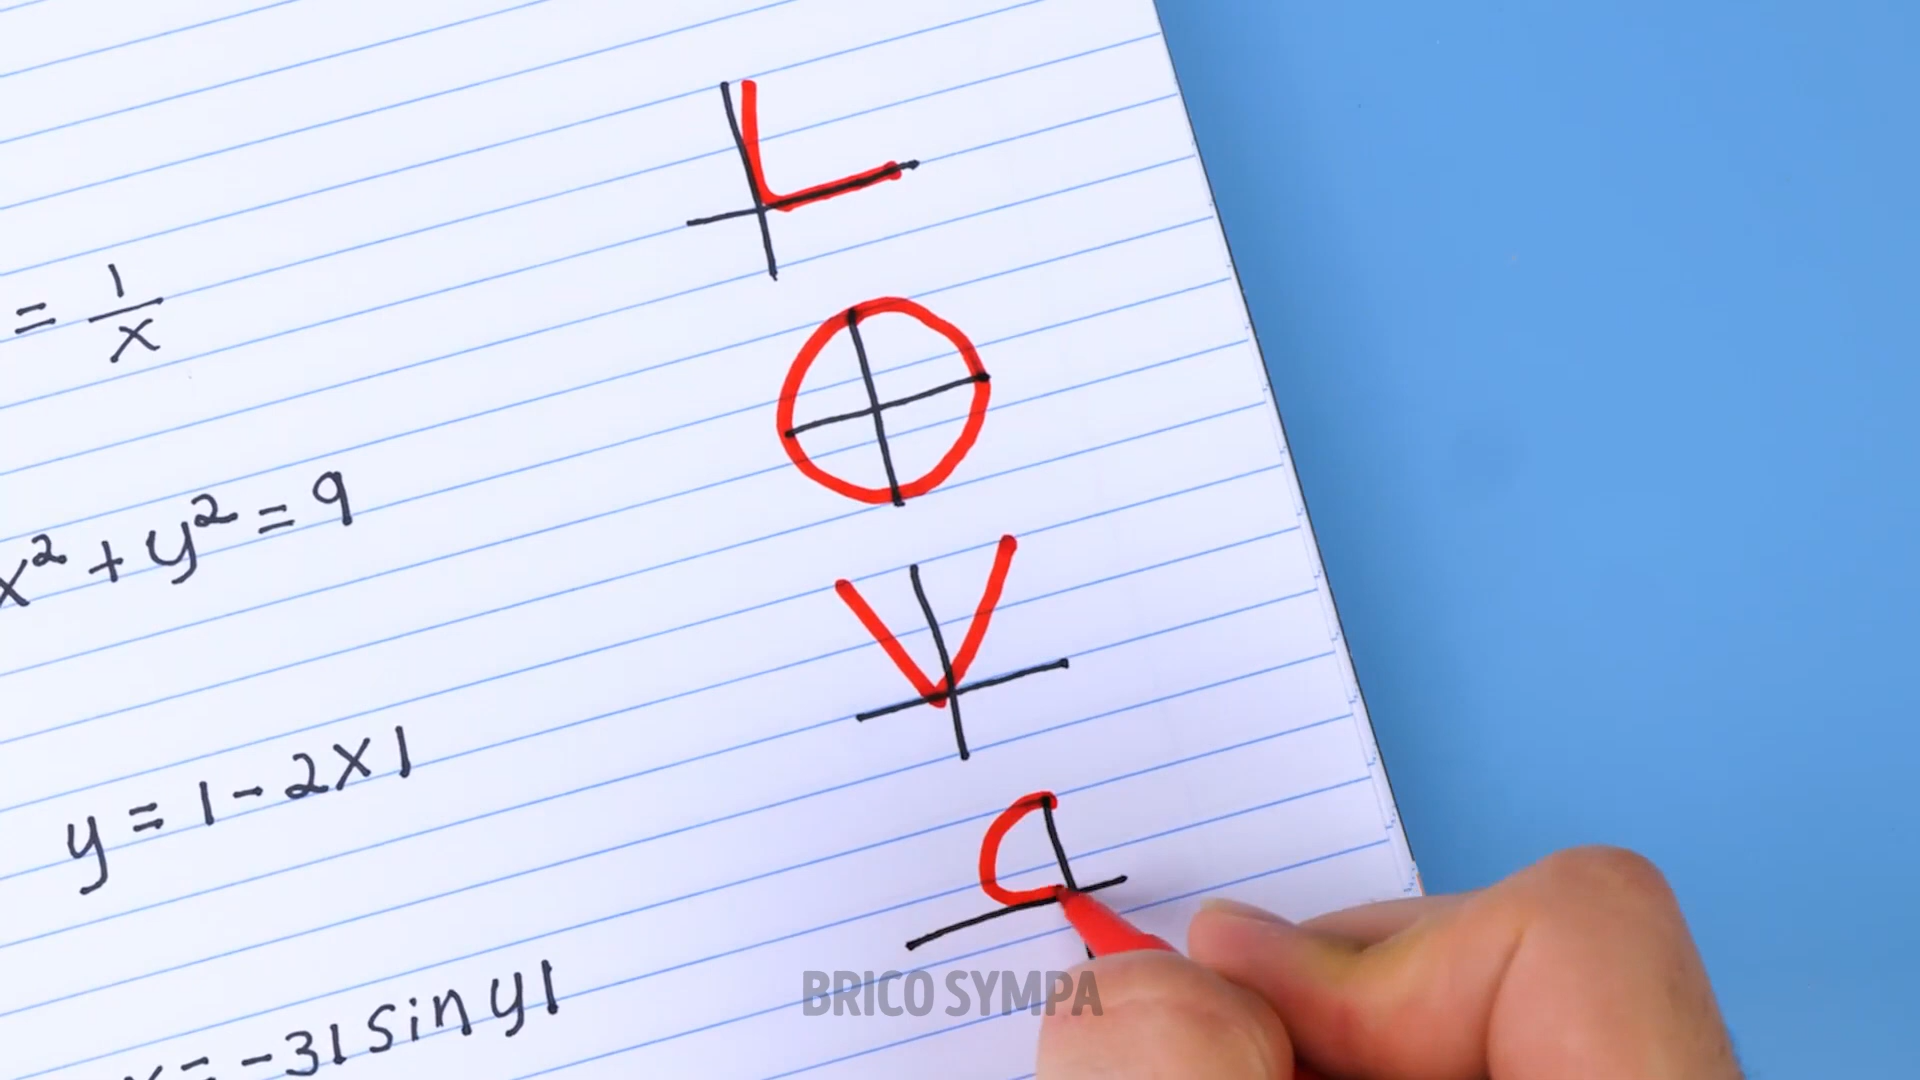 = 1/x
x² + y² = 9
y = 1 - 2x1
x = -31 sin y1
BRICO SYMPA